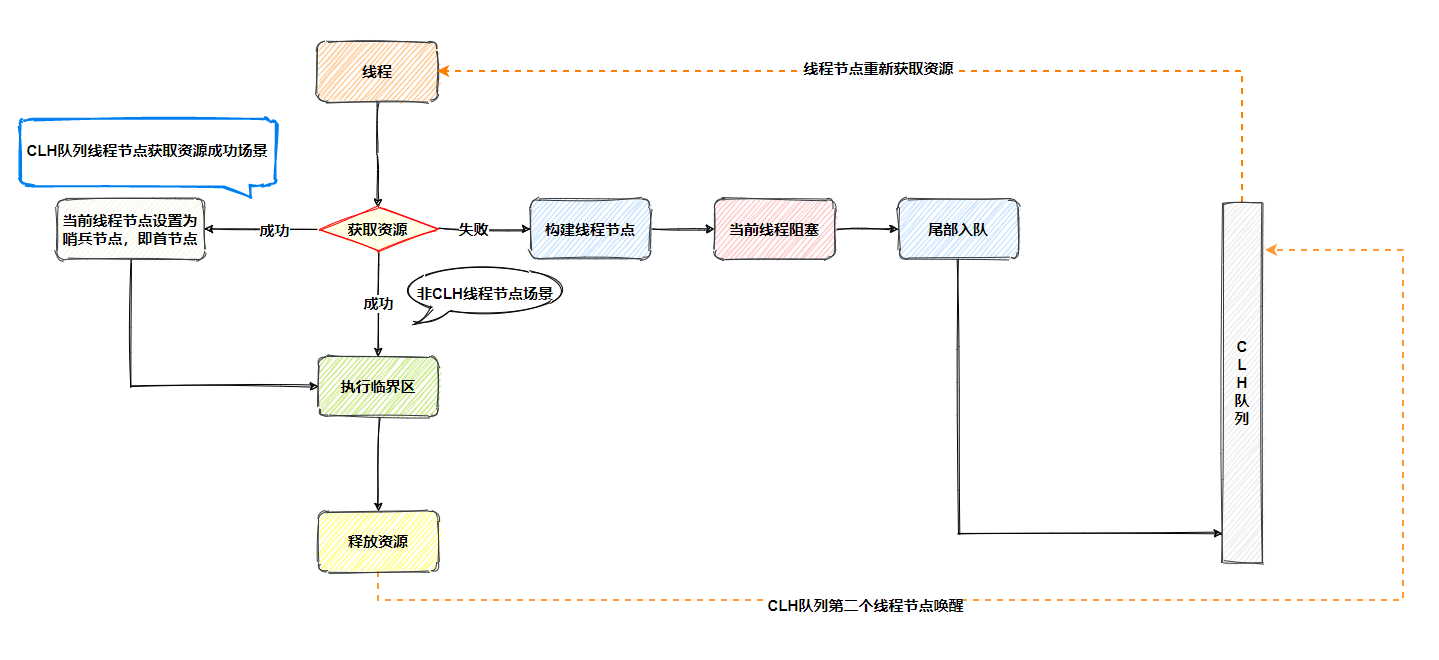 线程
线程节点重新获取资源
CLH队列线程节点获取资源成功场景
当前线程节点设置为
哨兵节点，即首节点
成功
获取资源
失败
构建线程节点
当前线程阻塞
尾部入队
成功
非CLH线程节点场景
执行临界区
C
L
H
队
列
释放资源
CLH队列第二个线程节点唤醒